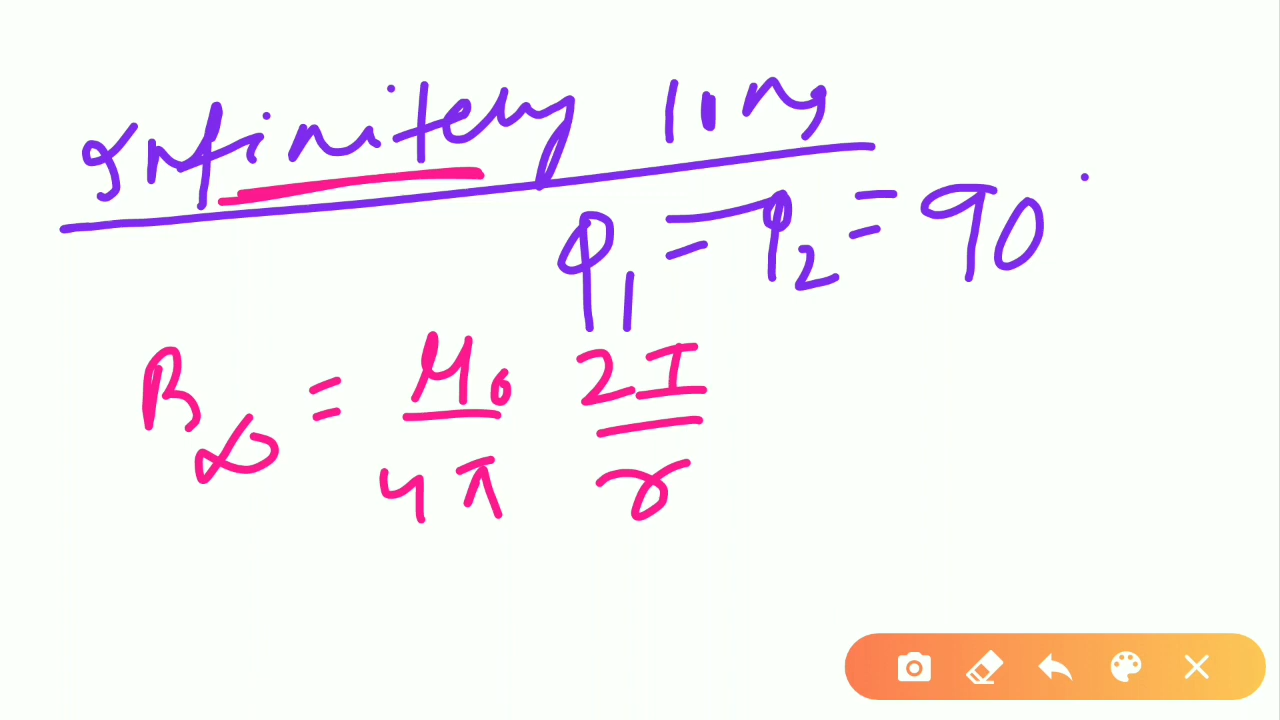 Infinitely long
φ₁ = φ₂ = 90°
B∞ = μ₀/4π 2I/r